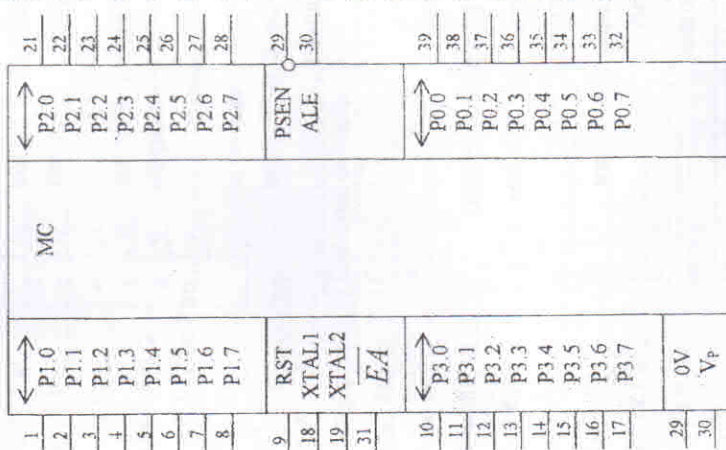 1 P1.0 MC P2.0 21
2 P1.1 P2.1 22
3 P1.2 P2.2 23
4 P1.3 P2.3 24
5 P1.4 P2.4 25
6 P1.5 P2.5 26
7 P1.6 P2.6 27
8 P1.7 P2.7 28
9 RST PSEN 29
18 XTAL1 ALE 30
19 XTAL2
31 EA
10 P3.0 P0.0 39
11 P3.1 P0.1 38
12 P3.2 P0.2 37
13 P3.3 P0.3 36
14 P3.4 P0.4 35
15 P3.5 P0.5 34
16 P3.6 P0.6 33
17 P3.7 P0.7 32
29 0V
30 VP